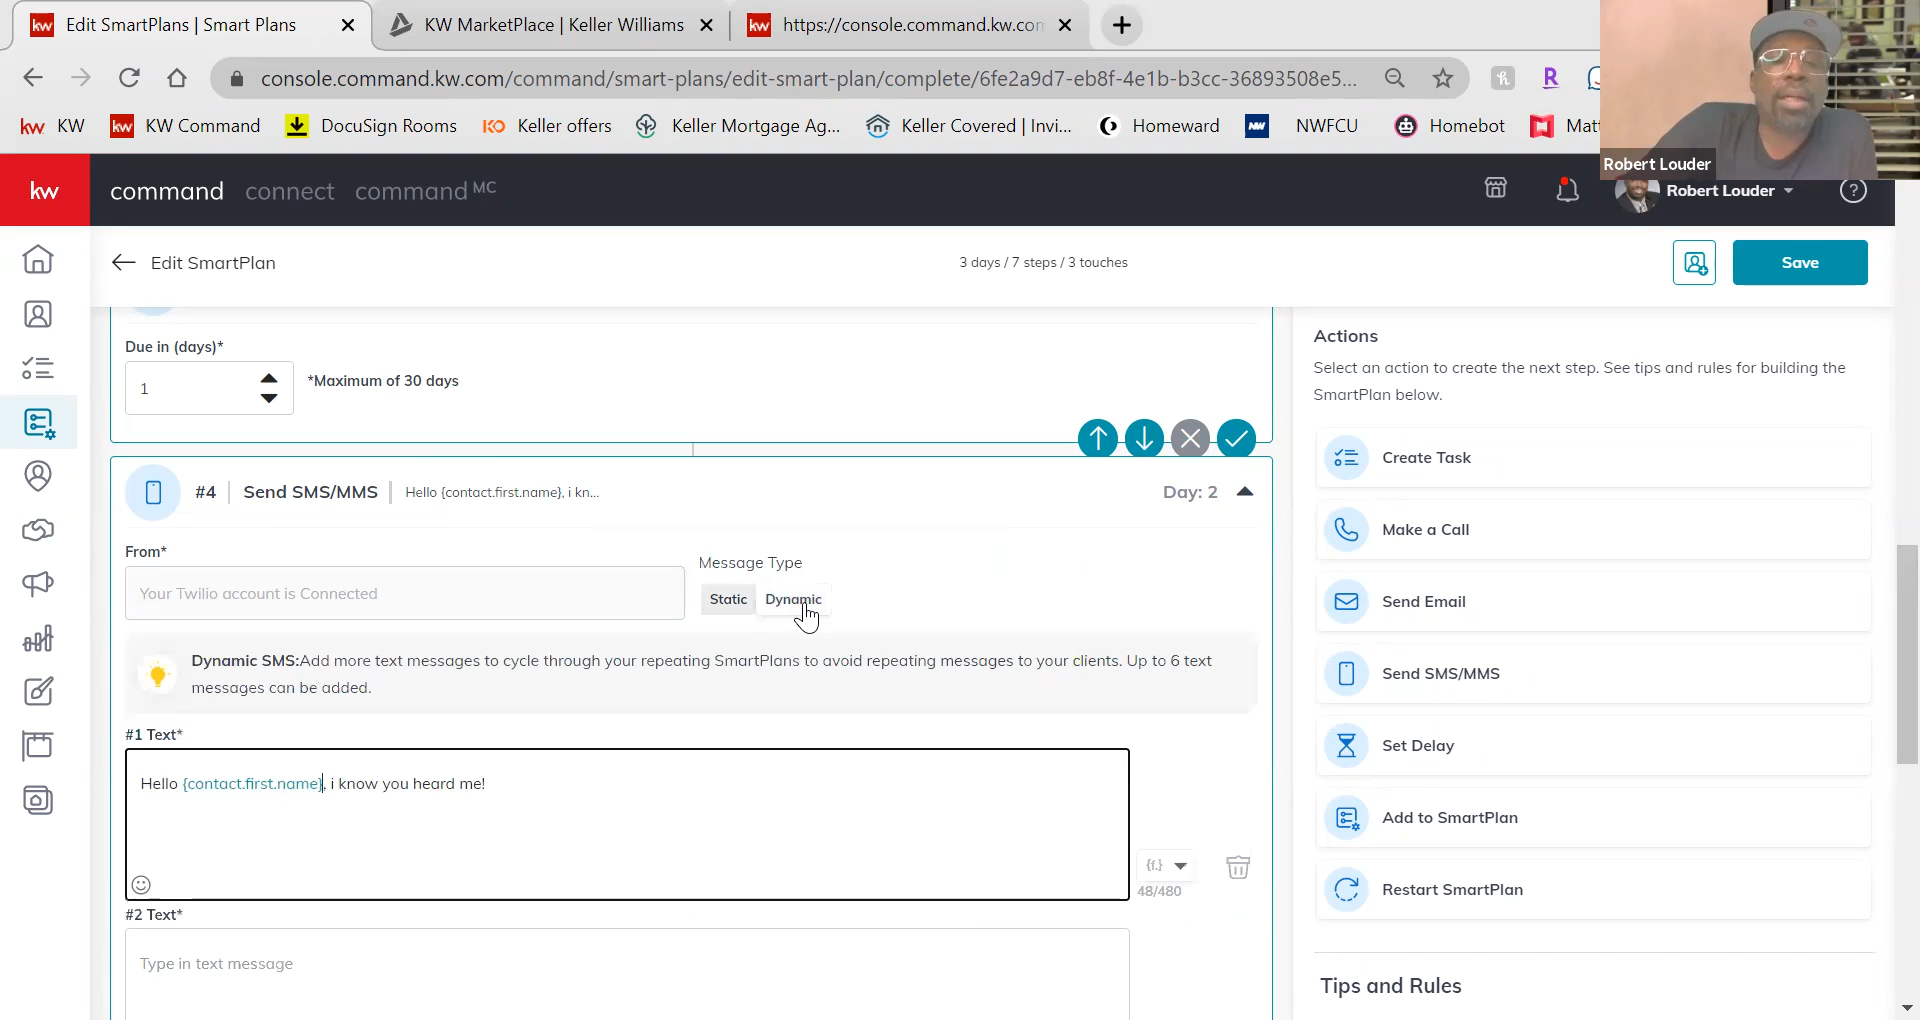 kw Edit SmartPlans | Smart Plans
KW MarketPlace | Keller Williams
kw https://console.command.kw.con
console.command.kw.com/command/smart-plans/edit-smart-plan/complete/6fe2a9d7-eb8f-4e1b-b3cc-36893508e5...
h R
kw KW
kw KW Command
DocuSign Rooms
KO Keller offers
Keller Mortgage Ag...
Keller Covered | Invi...
Homeward
NW NWFCU
Homebot
Matt
Robert Louder
kw command connect command MC
Robert Louder
?
Edit SmartPlan
3 days / 7 steps / 3 touches
Save
Due in (days)*
1
*Maximum of 30 days
#4 Send SMS/MMS Hello {contact.first.name}, i kn...
Day: 2
From*
Your Twilio account is Connected
Message Type
Static Dynamic
Dynamic SMS:Add more text messages to cycle through your repeating SmartPlans to avoid repeating messages to your clients. Up to 6 text
messages can be added.
#1 Text*
Hello {contact.first.name}, i know you heard me!
{f.}
48/480
#2 Text*
Type in text message
Actions
Select an action to create the next step. See tips and rules for building the
SmartPlan below.
Create Task
Make a Call
Send Email
Send SMS/MMS
Set Delay
Add to SmartPlan
Restart SmartPlan
Tips and Rules